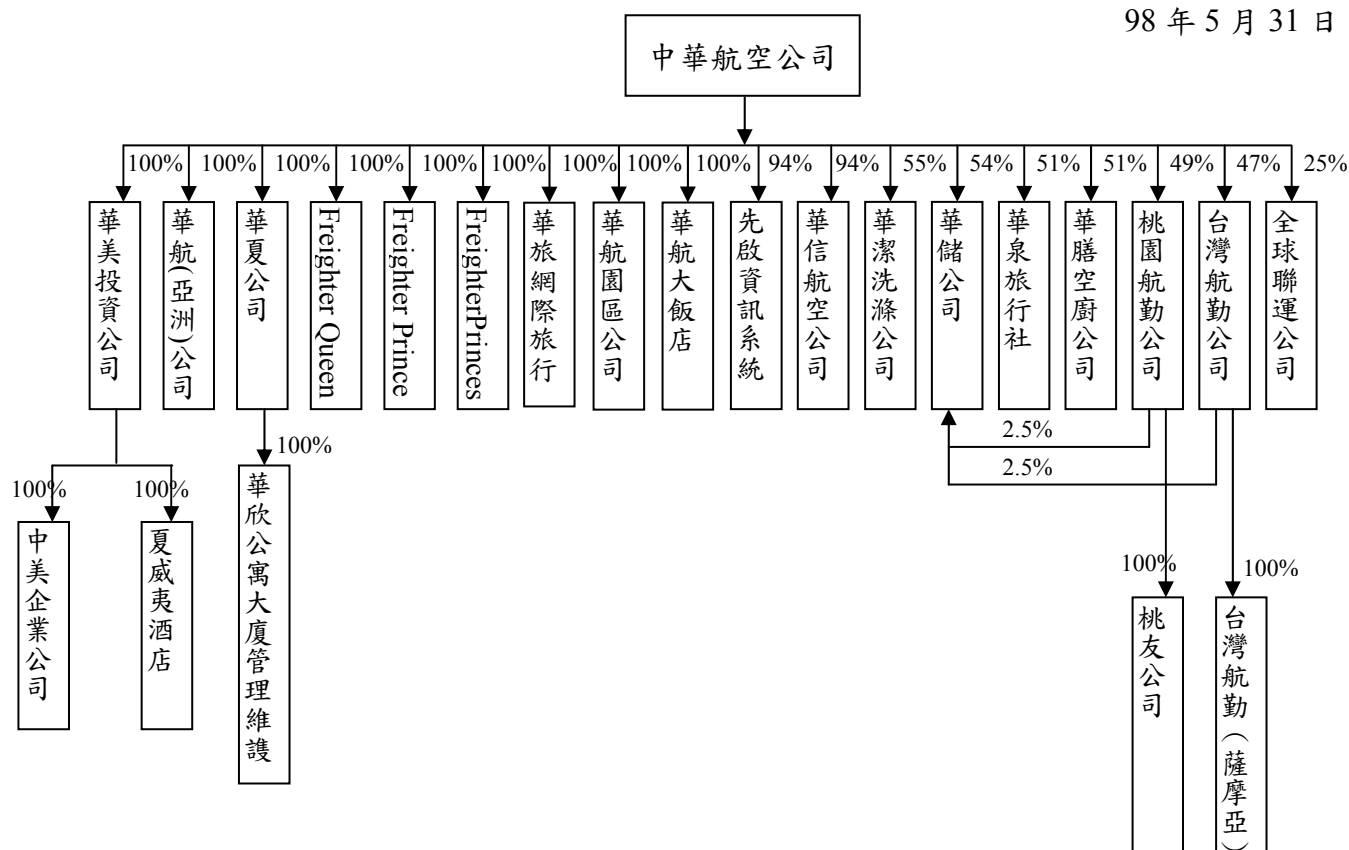 98 年 5 月 31 日
中華航空公司
100%
100%
100%
100%
100%
100%
100%
100%
100%
94%
94%
55%
54%
51%
51%
49%
47%
25%
華美投資公司
華航(亞洲)公司
華夏公司
Freighter Queen
Freighter Prince
FreighterPrinces
華旅網際旅行
華航園區公司
華航大飯店
先啟資訊系統
華信航空公司
華潔洗滌公司
華儲公司
華泉旅行社
華膳空廚公司
桃園航勤公司
台灣航勤公司
全球聯運公司
2.5%
2.5%
100%
100%
100%
中美企業公司
夏威夷酒店
華欣公寓大廈管理維護
100%
100%
桃友公司
台灣航勤(薩摩亞)